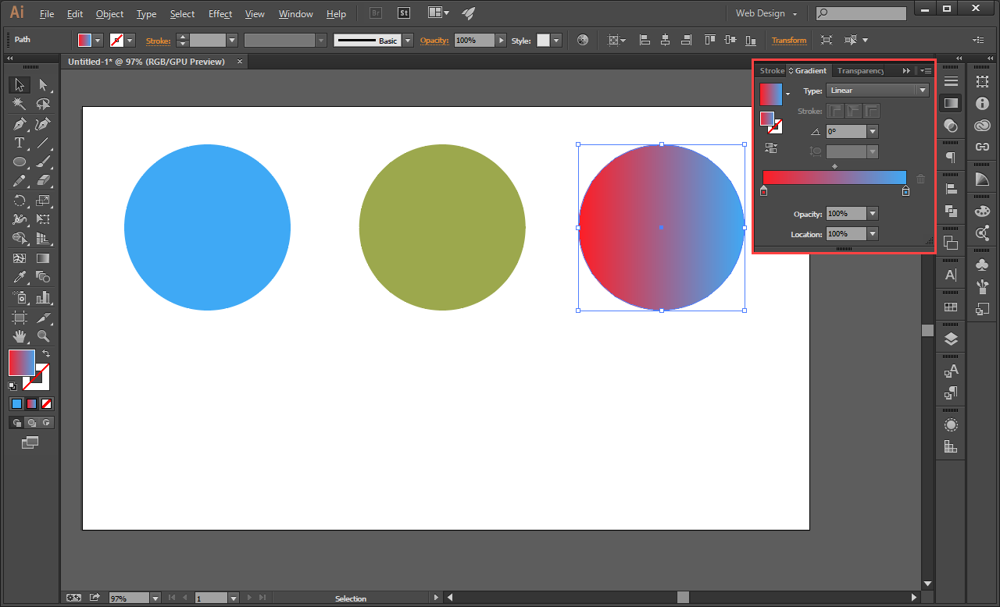 Ai File Edit Object Type Select Effect View Window Help Br St Web Design
Path Stroke: Basic Opacity: 100% Style: Transform
Untitled-1* @ 97% (RGB/GPU Preview) ×
Stroke Gradient Transparency
Type: Linear
Stroke:
0°
Opacity: 100%
Location: 100%
97% 1 Selection